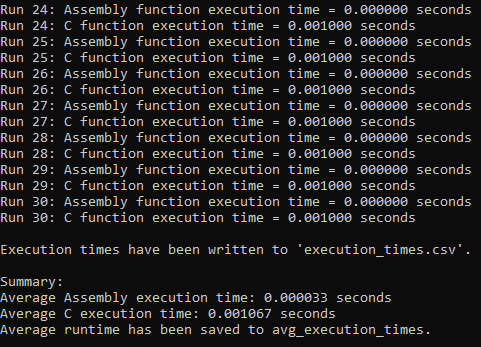 Run 24: Assembly function execution time = 0.000000 seconds
Run 24: C function execution time = 0.001000 seconds
Run 25: Assembly function execution time = 0.000000 seconds
Run 25: C function execution time = 0.001000 seconds
Run 26: Assembly function execution time = 0.000000 seconds
Run 26: C function execution time = 0.001000 seconds
Run 27: Assembly function execution time = 0.000000 seconds
Run 27: C function execution time = 0.001000 seconds
Run 28: Assembly function execution time = 0.000000 seconds
Run 28: C function execution time = 0.001000 seconds
Run 29: Assembly function execution time = 0.000000 seconds
Run 29: C function execution time = 0.001000 seconds
Run 30: Assembly function execution time = 0.000000 seconds
Run 30: C function execution time = 0.001000 seconds
Execution times have been written to 'execution_times.csv'.
Summary:
Average Assembly execution time: 0.000033 seconds
Average C execution time: 0.001067 seconds
Average runtime has been saved to avg_execution_times.